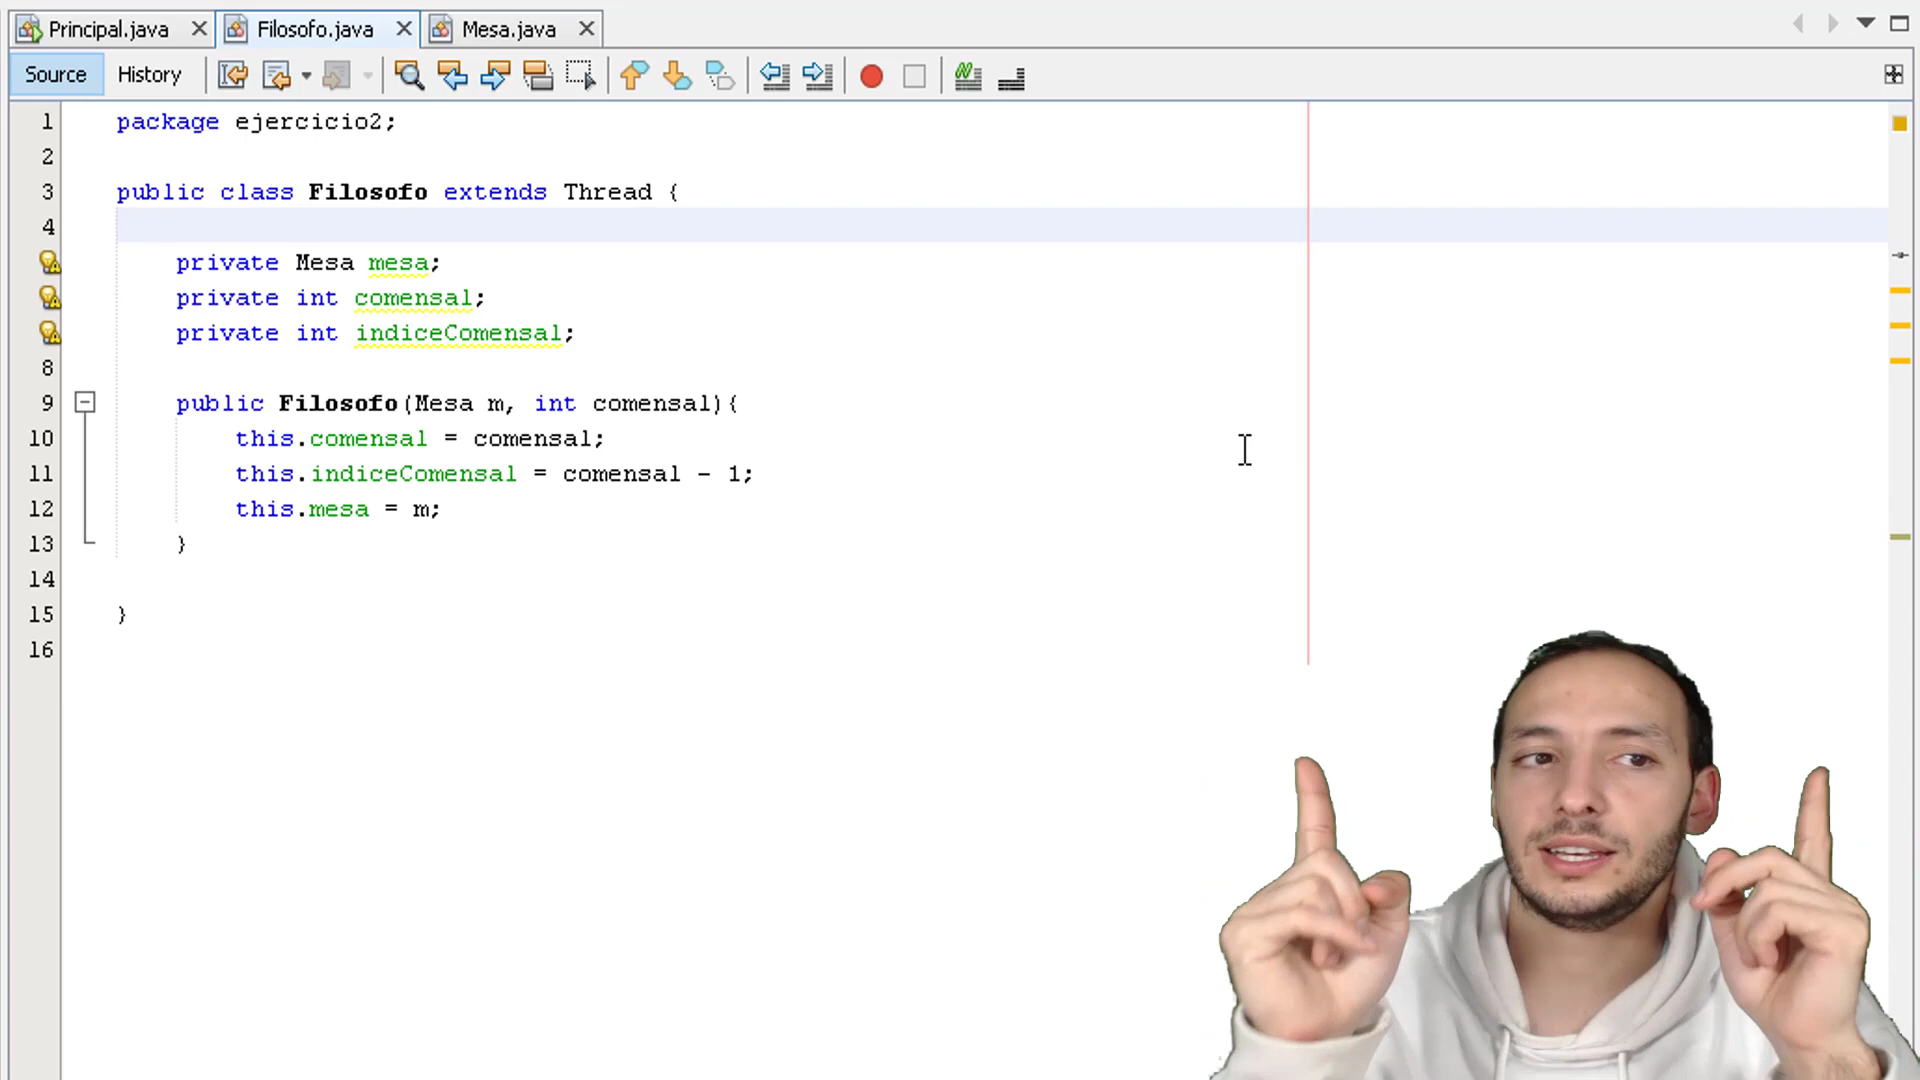 Principal.java Filosofo.java Mesa.java
Source History
1 package ejercicio2;
2
3 public class Filosofo extends Thread {
4
private Mesa mesa;
private int comensal;
private int indiceComensal;
8
9 public Filosofo(Mesa m, int comensal){
10 this.comensal = comensal;
11 this.indiceComensal = comensal - 1;
12 this.mesa = m;
13 }
14
15 }
16